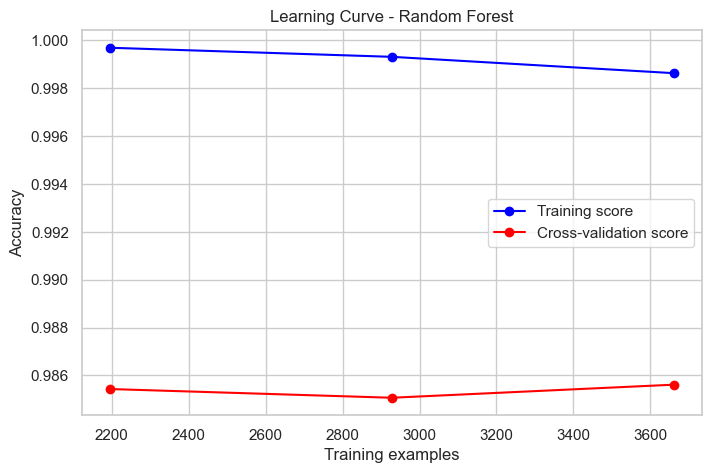 Learning Curve - Random Forest
1.000
0.998
0.996
0.994
0.992
0.990
0.988
0.986
Accuracy
Training score
Cross-validation score
2200 2400 2600 2800 3000 3200 3400 3600
Training examples